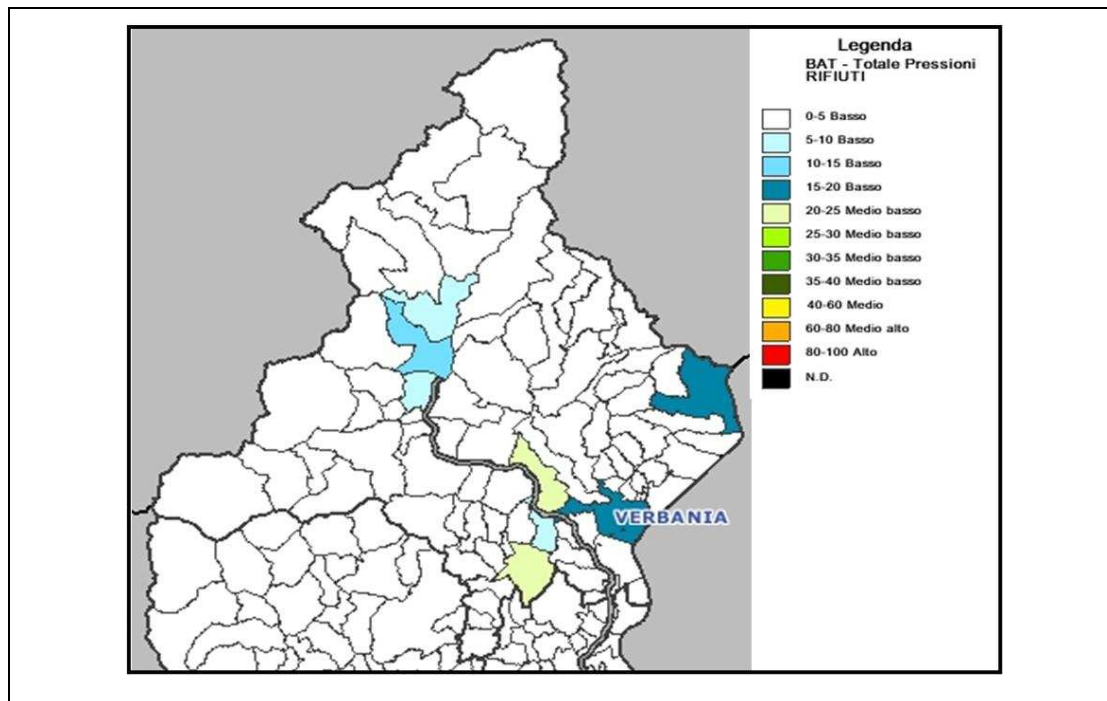 Legenda
BAT - Totale Pressioni
RIFIUTI
0-5 Basso
5-10 Basso
10-15 Basso
15-20 Basso
20-25 Medio basso
25-30 Medio basso
30-35 Medio basso
35-40 Medio basso
40-60 Medio
60-80 Medio alto
80-100 Alto
N.D.
VERBANIA